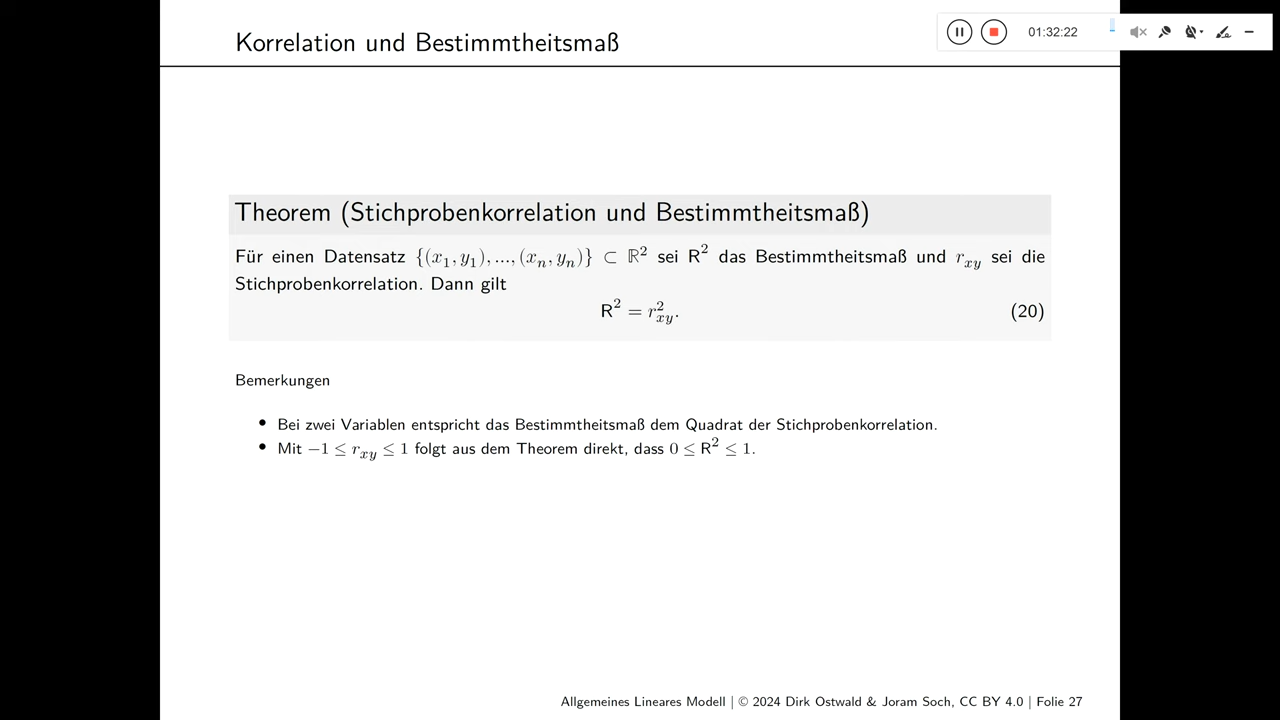 Korrelation und Bestimmtheitsmaß
01:32:22
Theorem (Stichprobenkorrelation und Bestimmtheitsmaß)
Für einen Datensatz {(x₁, y₁), ..., (xₙ, yₙ)} ⊂ ℝ² sei R² das Bestimmtheitsmaß und r_xy sei die
Stichprobenkorrelation. Dann gilt
R² = r²_xy. (20)
Bemerkungen
• Bei zwei Variablen entspricht das Bestimmtheitsmaß dem Quadrat der Stichprobenkorrelation.
• Mit −1 ≤ r_xy ≤ 1 folgt aus dem Theorem direkt, dass 0 ≤ R² ≤ 1.
Allgemeines Lineares Modell | © 2024 Dirk Ostwald & Joram Soch, CC BY 4.0 | Folie 27